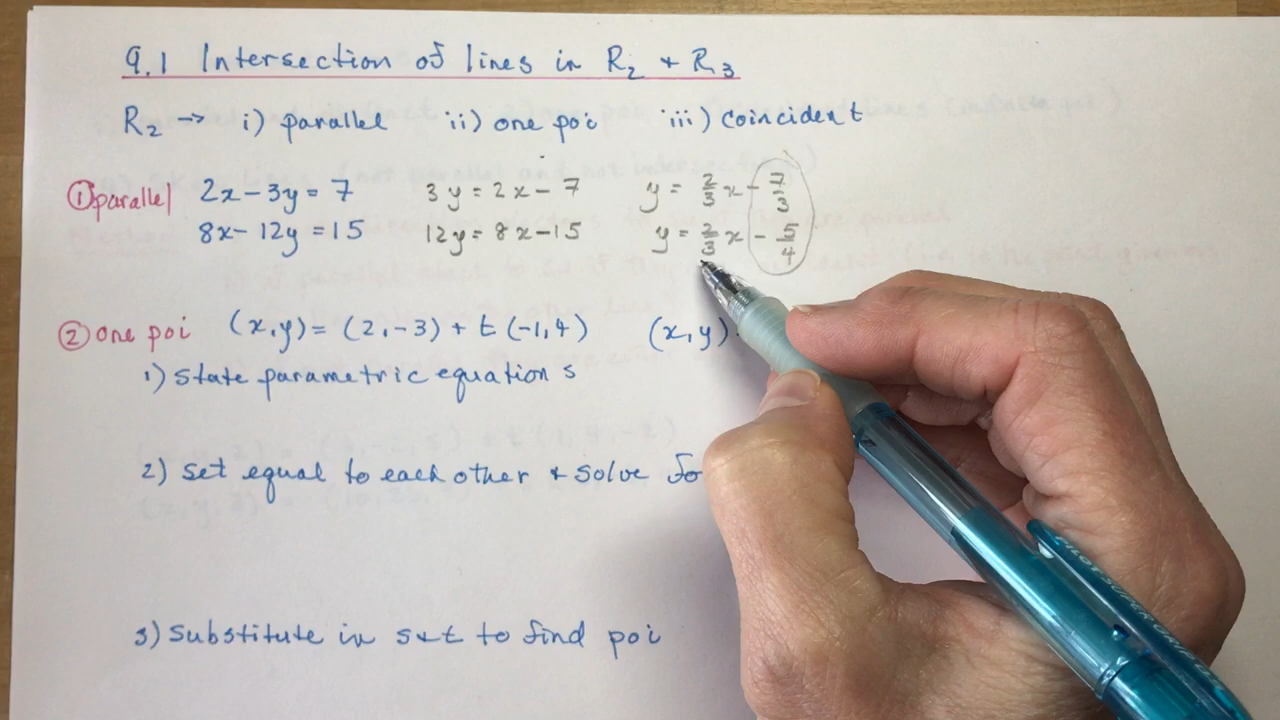 9.1 Intersection of lines in R₂ + R₃
R₂ → i) parallel ii) one poi iii) coincident
① parallel 2x - 3y = 7 3y = 2x - 7 y = 2/3 x - 7/3
8x - 12y = 15 12y = 8x - 15 y = 2/3 x - 5/4
② one poi (x,y) = (2,-3) + t(-1,4) (x,y)
1) state parametric equations
2) set equal to each other + solve fo
3) substitute in s+t to find poi